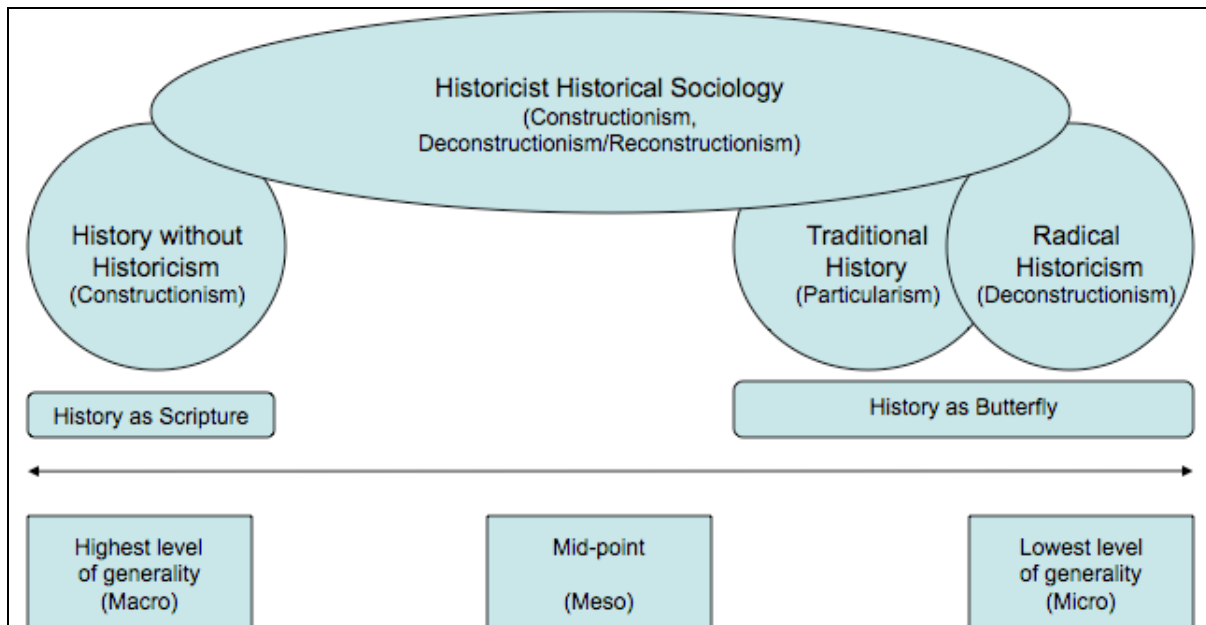 Historicist Historical Sociology
(Constructionism,
Deconstructionism/Reconstructionism)
History without
Historicism
(Constructionism)
Traditional
History
(Particularism)
Radical
Historicism
(Deconstructionism)
History as Scripture
History as Butterfly
Highest level
of generality
(Macro)
Mid-point
(Meso)
Lowest level
of generality
(Micro)